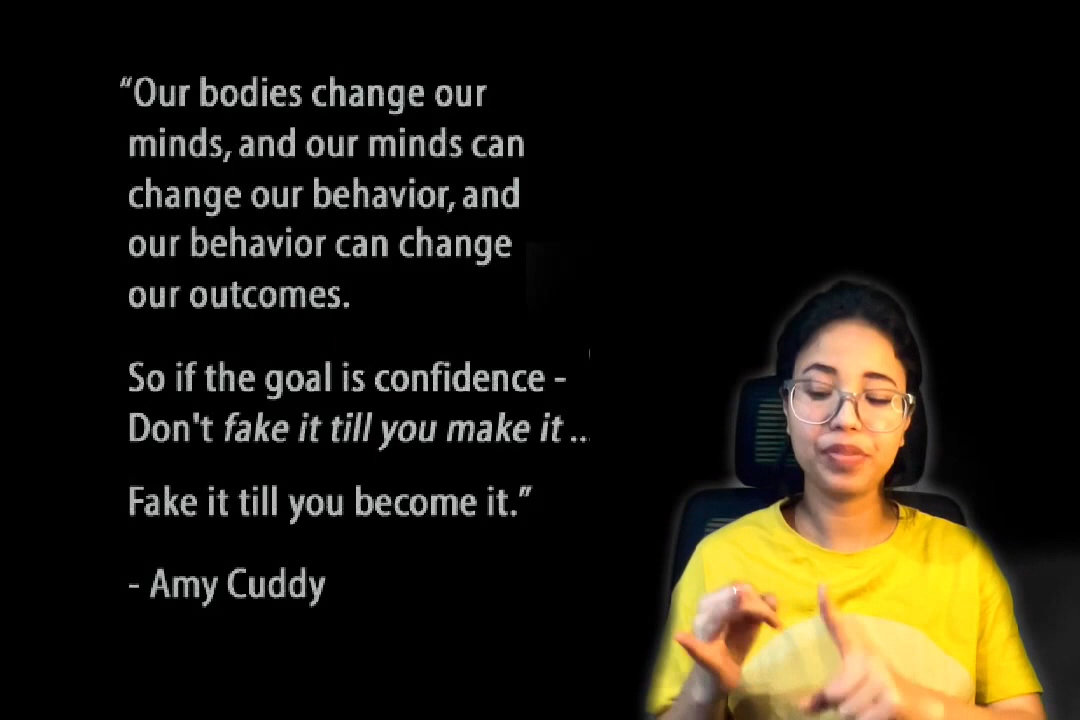 “Our bodies change our
minds, and our minds can
change our behavior, and
our behavior can change
our outcomes.
So if the goal is confidence -
Don't fake it till you make it ..
Fake it till you become it.”
- Amy Cuddy